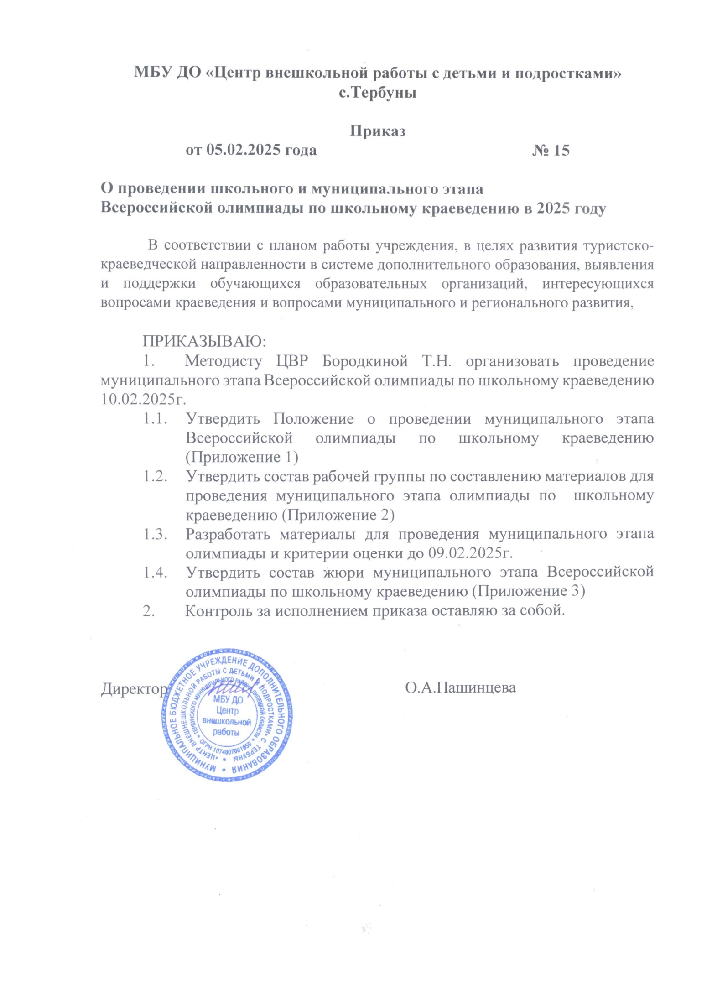 МБУ ДО «Центр внешкольной работы с детьми и подростками»
с.Тербуны
Приказ
от 05.02.2025 года № 15
О проведении школьного и муниципального этапа
Всероссийской олимпиады по школьному краеведению в 2025 году
В соответствии с планом работы учреждения, в целях развития туристско-
краеведческой направленности в системе дополнительного образования, выявления
и поддержки обучающихся образовательных организаций, интересующихся
вопросами краеведения и вопросами муниципального и регионального развития,
ПРИКАЗЫВАЮ:
1. Методисту ЦВР Бородкиной Т.Н. организовать проведение
муниципального этапа Всероссийской олимпиады по школьному краеведению
10.02.2025г.
1.1. Утвердить Положение о проведении муниципального этапа
Всероссийской олимпиады по школьному краеведению
(Приложение 1)
1.2. Утвердить состав рабочей группы по составлению материалов для
проведения муниципального этапа олимпиады по школьному
краеведению (Приложение 2)
1.3. Разработать материалы для проведения муниципального этапа
олимпиады и критерии оценки до 09.02.2025г.
1.4. Утвердить состав жюри муниципального этапа Всероссийской
олимпиады по школьному краеведению (Приложение 3)
2. Контроль за исполнением приказа оставляю за собой.
Директор О.А.Пашинцева
МУНИЦИПАЛЬНОЕ БЮДЖЕТНОЕ УЧРЕЖДЕНИЕ ДОПОЛНИТЕЛЬНОГО ОБРАЗОВАНИЯ
«ЦЕНТР ВНЕШКОЛЬНОЙ РАБОТЫ С ДЕТЬМИ И ПОДРОСТКАМИ» С. ТЕРБУНЫ
ТЕРБУНСКОГО МУНИЦИПАЛЬНОГО РАЙОНА ЛИПЕЦКОЙ ОБЛАСТИ
МБУ ДО
Центр
внешкольной
работы